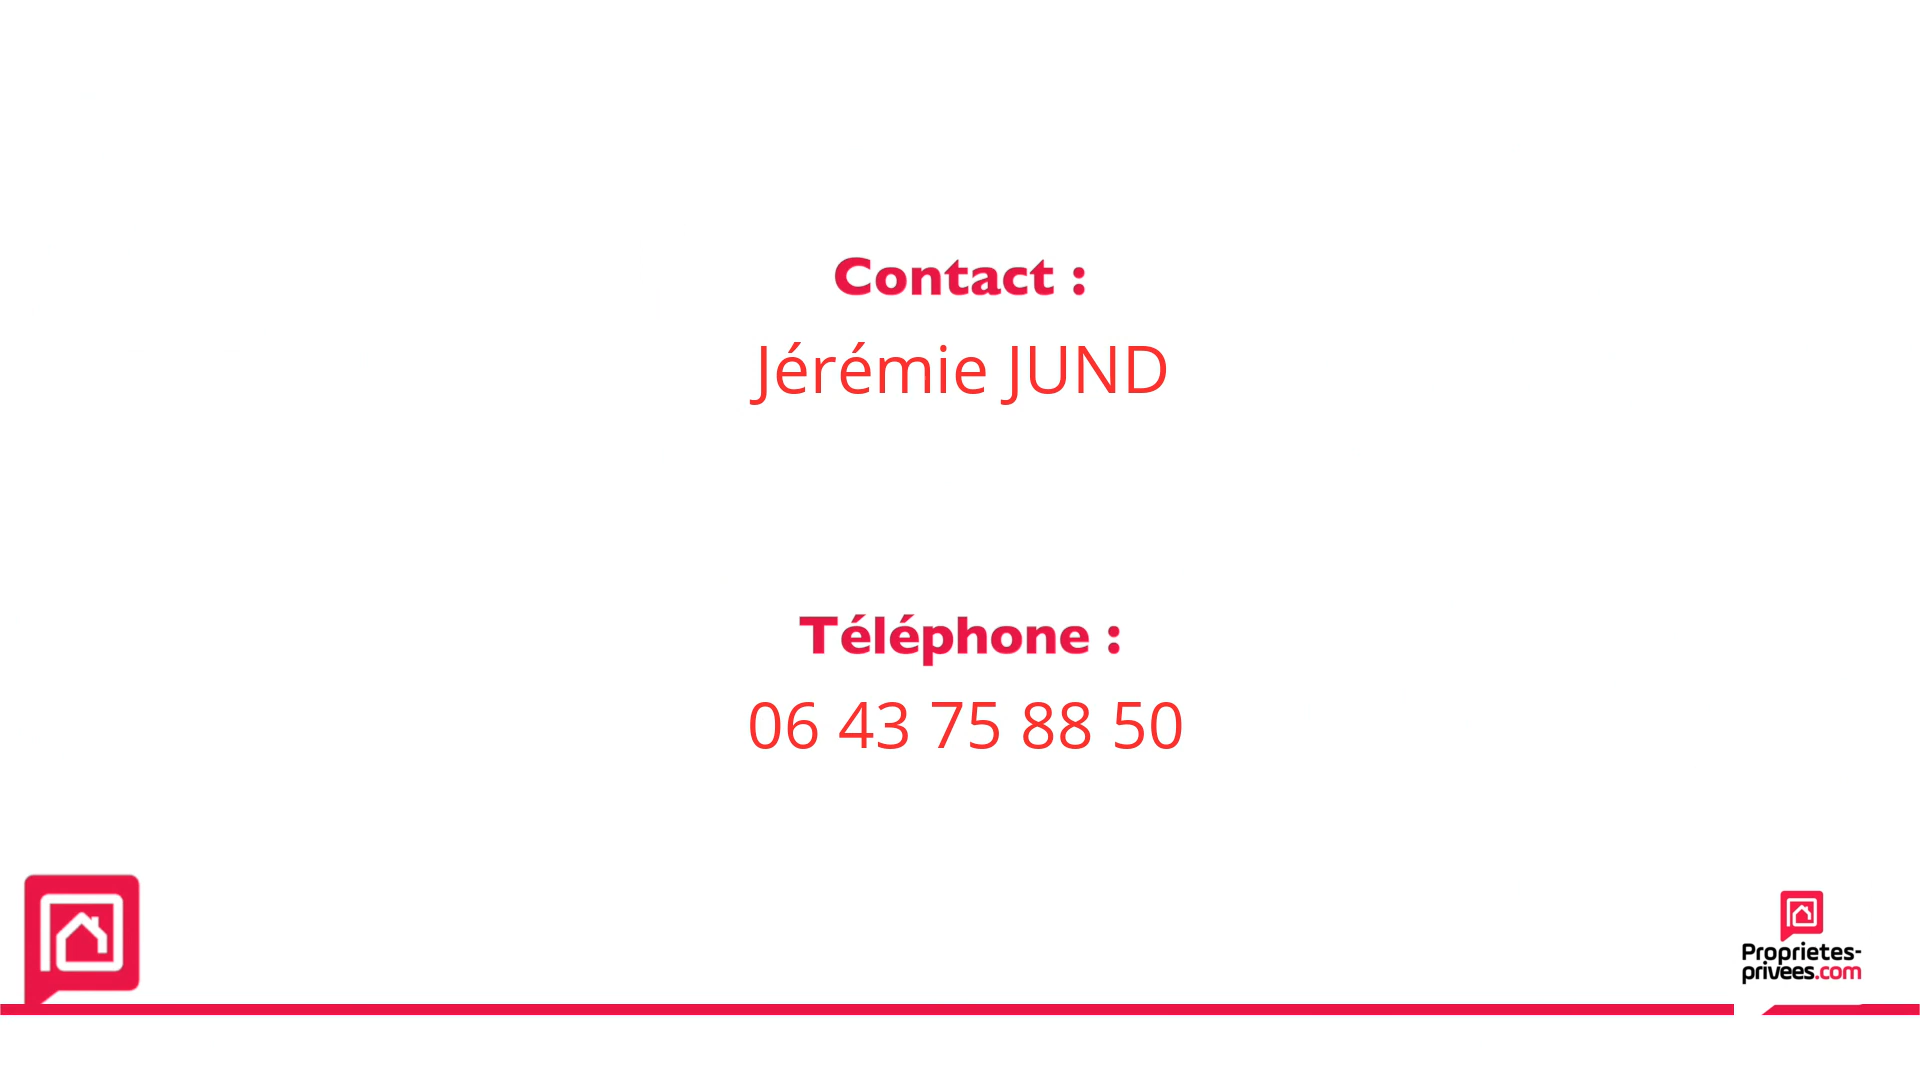 Contact :
Jérémie JUND
Téléphone :
06 43 75 88 50
Proprietes-
privees.com